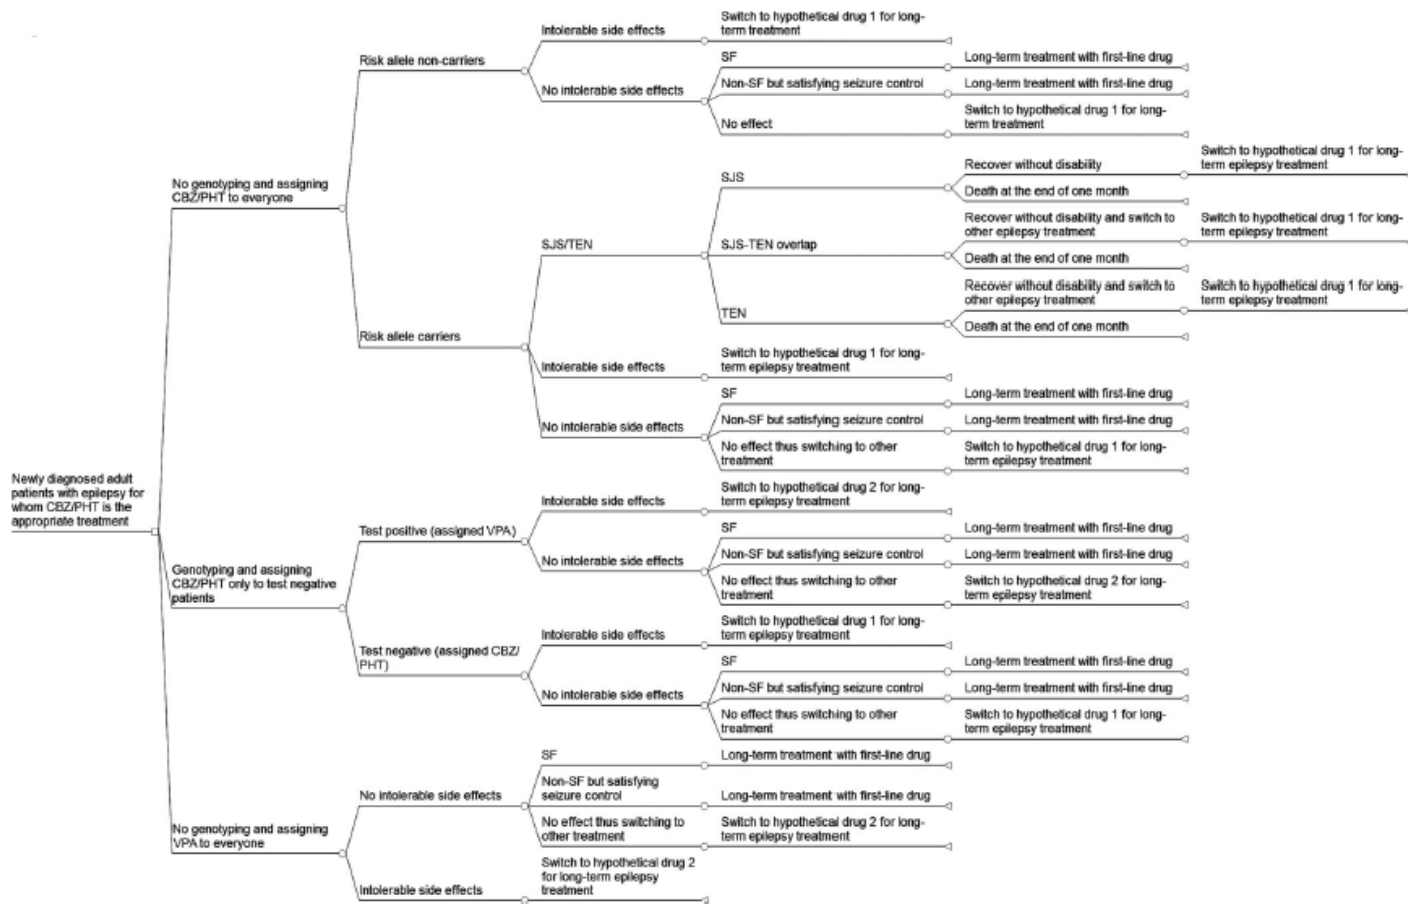 Intolerable side effects
Switch to hypothetical drug 1 for long-
term treatment
Risk allele non-carriers
SF
Long-term treatment with first-line drug
No intolerable side effects
Non-SF but satisfying seizure control
Long-term treatment with first-line drug
No effect
Switch to hypothetical drug 1 for long-
term treatment
No genotyping and assigning
CBZ/PHT to everyone
SJS
Recover without disability
Switch to hypothetical drug 1 for long-
term epilepsy treatment
Death at the end of one month
SJS/TEN
SJS-TEN overlap
Recover without disability and switch to
other epilepsy treatment
Switch to hypothetical drug 1 for long-
term epilepsy treatment
Death at the end of one month
TEN
Recover without disability and switch to
other epilepsy treatment
Switch to hypothetical drug 1 for long-
term epilepsy treatment
Death at the end of one month
Risk allele carriers
Intolerable side effects
Switch to hypothetical drug 1 for long-
term epilepsy treatment
SF
Long-term treatment with first-line drug
No intolerable side effects
Non-SF but satisfying seizure control
Long-term treatment with first-line drug
No effect thus switching to other
treatment
Switch to hypothetical drug 1 for long-
term epilepsy treatment
Newly diagnosed adult
patients with epilepsy for
whom CBZ/PHT is the
appropriate treatment
Intolerable side effects
Switch to hypothetical drug 2 for long-
term epilepsy treatment
Test positive (assigned VPA)
SF
Long-term treatment with first-line drug
No intolerable side effects
Non-SF but satisfying seizure control
Long-term treatment with first-line drug
No effect thus switching to other
treatment
Switch to hypothetical drug 2 for long-
term epilepsy treatment
Genotyping and assigning
CBZ/PHT only to test negative
patients
Intolerable side effects
Switch to hypothetical drug 1 for long-
term epilepsy treatment
Test negative (assigned CBZ/
PHT)
SF
Long-term treatment with first-line drug
No intolerable side effects
Non-SF but satisfying seizure control
Long-term treatment with first-line drug
No effect thus switching to other
treatment
Switch to hypothetical drug 1 for long-
term epilepsy treatment
SF
Long-term treatment with first-line drug
No intolerable side effects
Non-SF but satisfying
seizure control
Long-term treatment with first-line drug
No effect thus switching to
other treatment
Switch to hypothetical drug 2 for long-
term epilepsy treatment
No genotyping and assigning
VPA to everyone
Intolerable side effects
Switch to hypothetical drug 2
for long-term epilepsy
treatment